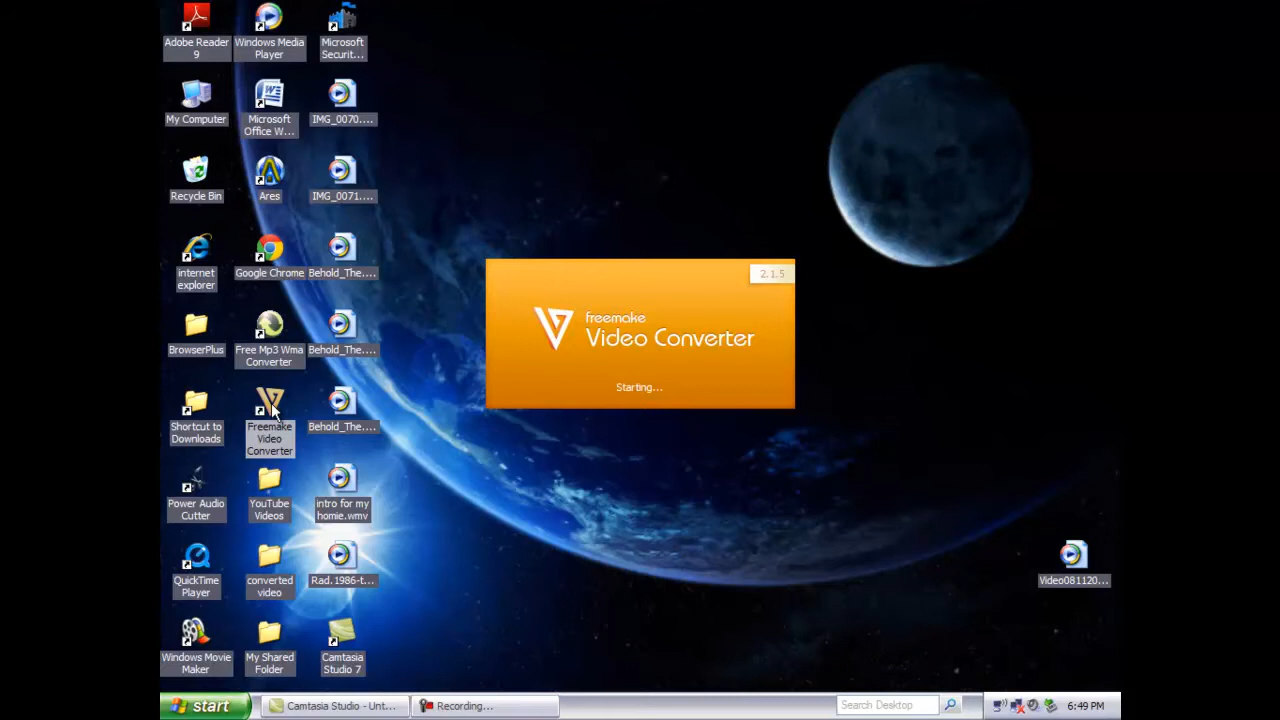 Adobe Reader
9
Windows Media
Player
Microsoft
Securit...
My Computer
Microsoft
Office W...
IMG_0070....
Recycle Bin
Ares
IMG_0071....
internet
explorer
Google Chrome
Behold_The....
BrowserPlus
Free Mp3 Wma
Converter
Behold_The....
Shortcut to
Downloads
Freemake
Video
Converter
Behold_The....
Power Audio
Cutter
YouTube
Videos
intro for my
homie.wmv
QuickTime
Player
converted
video
Rad.1986-t...
Windows Movie
Maker
My Shared
Folder
Camtasia
Studio 7
2.1.5
freemake
Video Converter
Starting...
Video081120...
start
Camtasia Studio - Unt...
Recording...
Search Desktop
6:49 PM